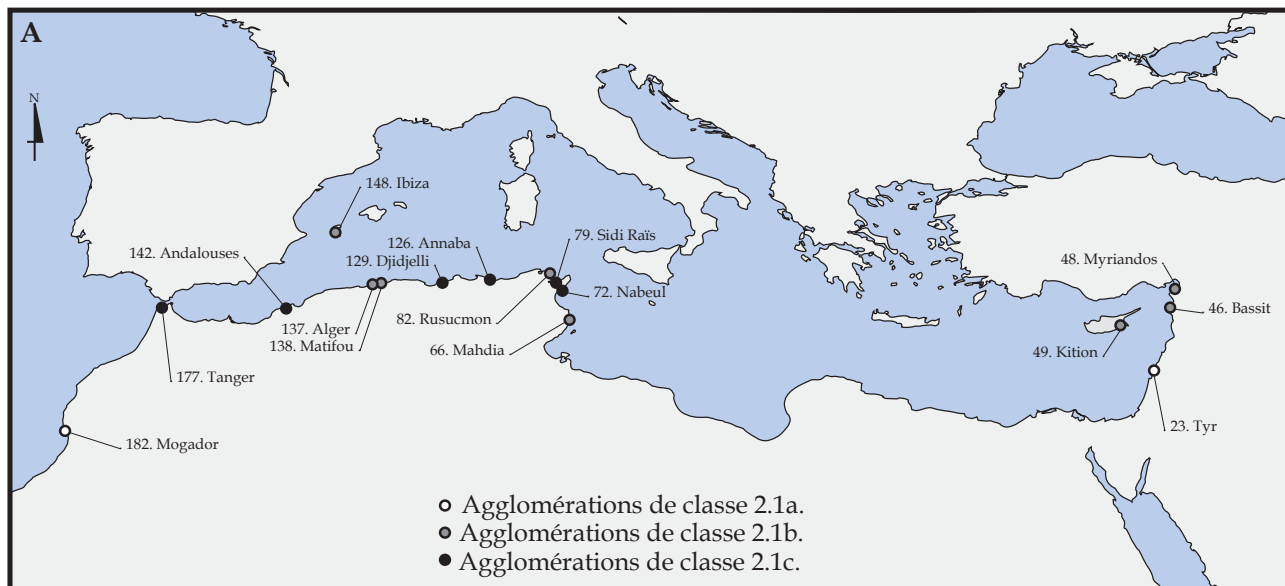 A
N
148. Ibiza
126. Annaba
79. Sidi Raïs
142. Andalouses
129. Djidjelli
48. Myriandos
72. Nabeul
46. Bassit
137. Alger
82. Rusucmon
138. Matifou
66. Mahdia
49. Kition
177. Tanger
23. Tyr
182. Mogador
Agglomérations de classe 2.1a.
Agglomérations de classe 2.1b.
Agglomérations de classe 2.1c.